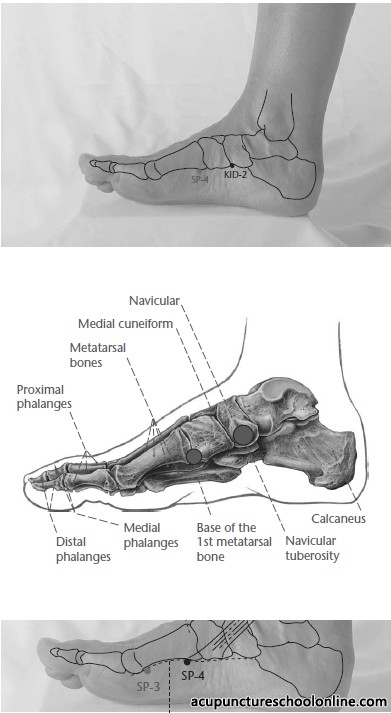 SP-4
KID-2
Navicular
Medial cuneiform
Metatarsal
bones
Proximal
phalanges
Distal
phalanges
Medial
phalanges
Base of the
1st metatarsal
bone
Navicular
tuberosity
Calcaneus
SP-3
SP-4
acupunctureschoolonline.com